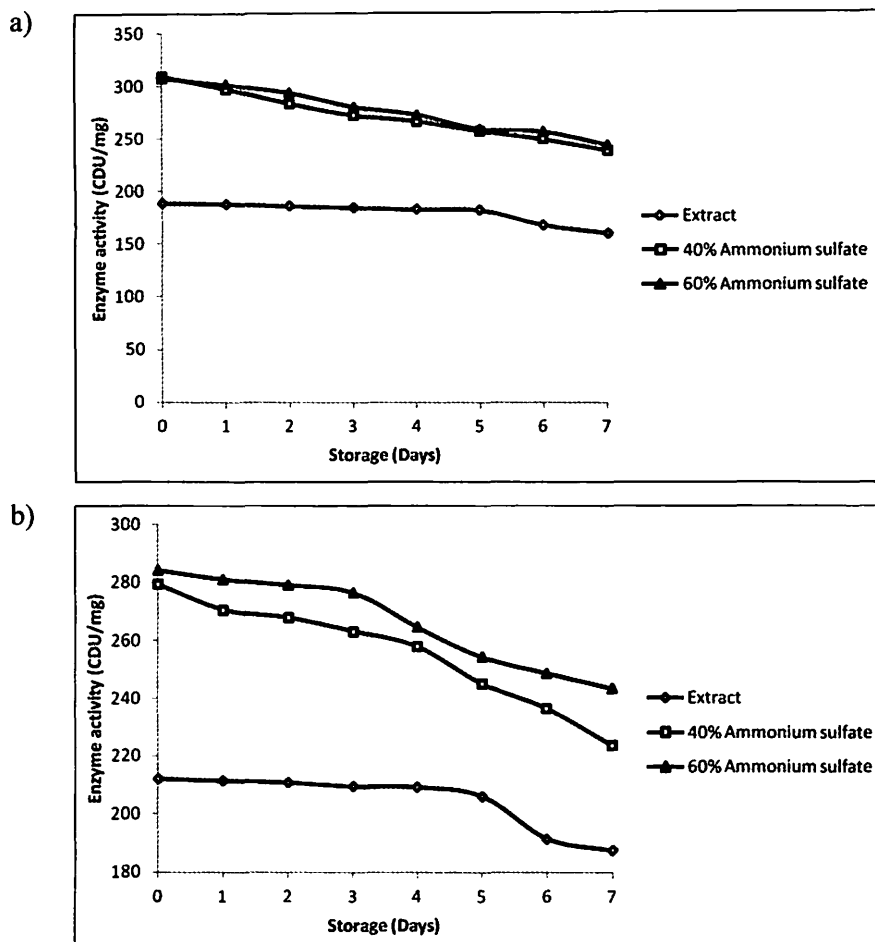 a)
350
300
250
200
150
100
50
0
Enzyme activity (CDU/mg)
0 1 2 3 4 5 6 7
Storage (Days)
Extract
40% Ammonium sulfate
60% Ammonium sulfate
b)
300
280
260
240
220
200
180
Enzyme activity (CDU/mg)
0 1 2 3 4 5 6 7
Storage (Days)
Extract
40% Ammonium sulfate
60% Ammonium sulfate